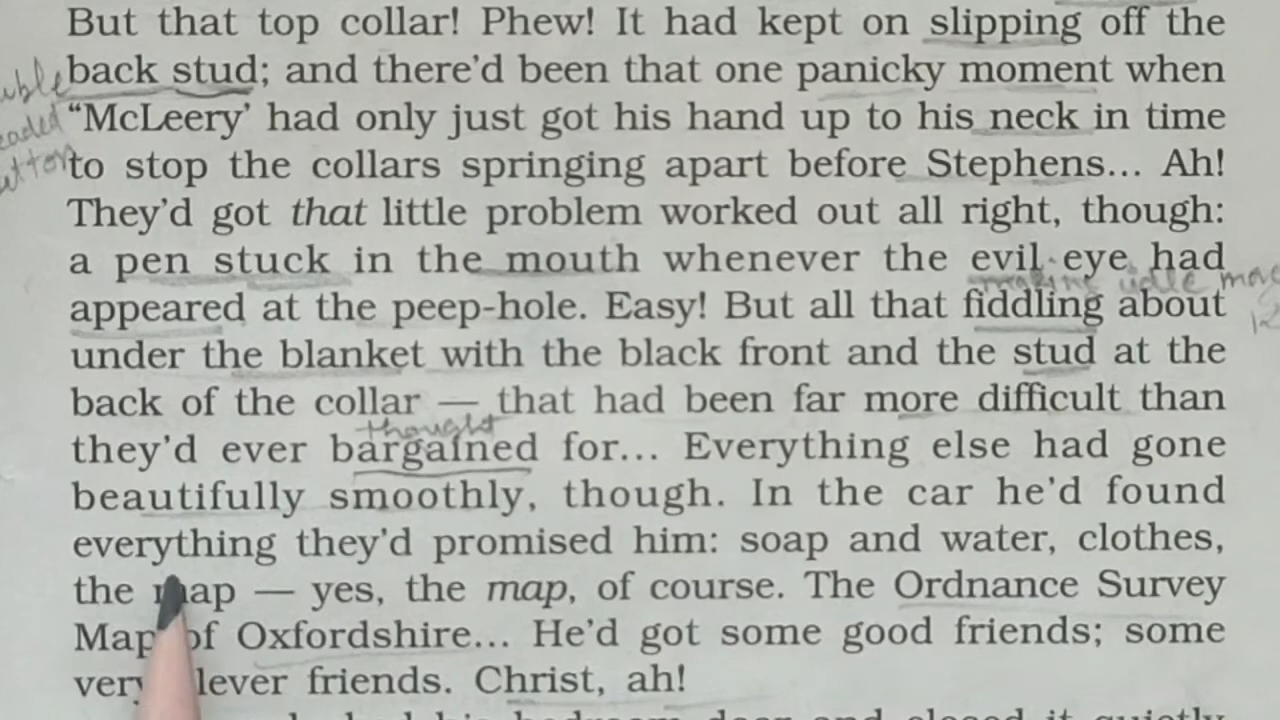 But that top collar! Phew! It had kept on slipping off the
back stud; and there'd been that one panicky moment when
"McLeery' had only just got his hand up to his neck in time
to stop the collars springing apart before Stephens... Ah!
They'd got that little problem worked out all right, though:
a pen stuck in the mouth whenever the evil eye had
appeared at the peep-hole. Easy! But all that fiddling about
under the blanket with the black front and the stud at the
back of the collar — that had been far more difficult than
thought
they'd ever bargained for... Everything else had gone
beautifully smoothly, though. In the car he'd found
everything they'd promised him: soap and water, clothes,
the map — yes, the map, of course. The Ordnance Survey
Map of Oxfordshire... He'd got some good friends; some
very clever friends. Christ, ah!